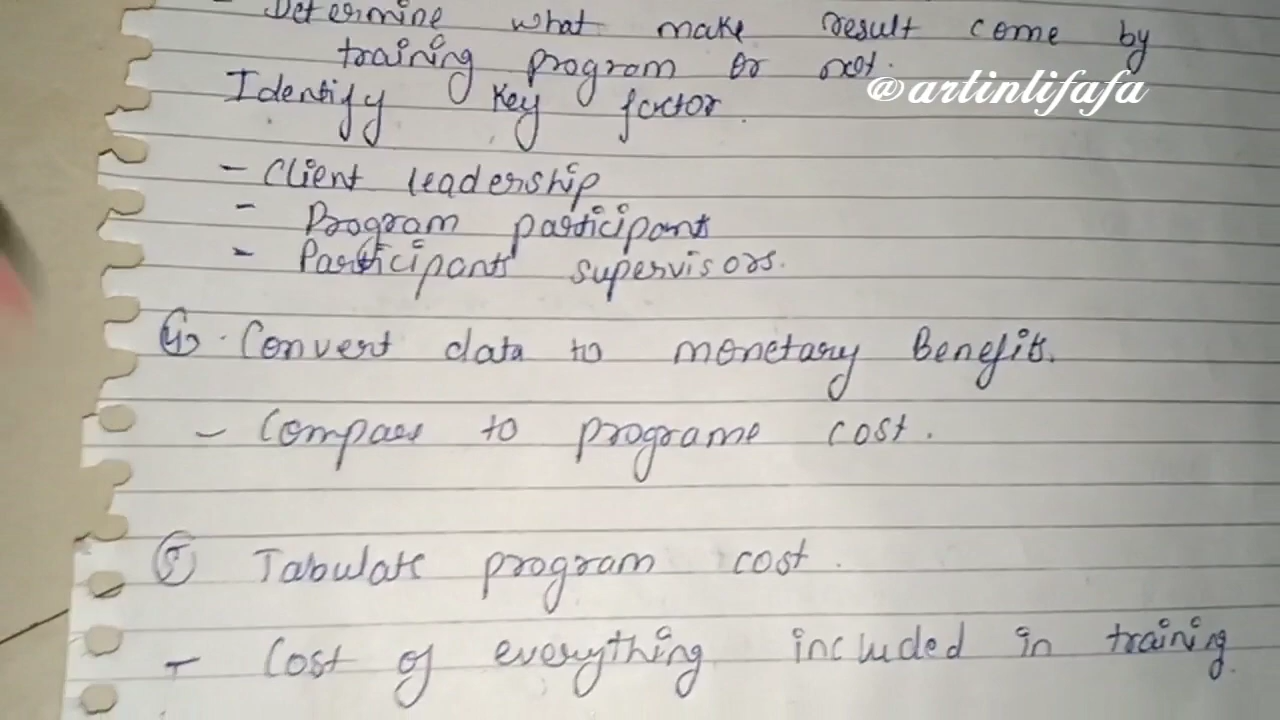 - Determine what make result come by
training program or not.
@artinlifafa
Identify Key factor.
- Client leadership
- Program participants
- Participants supervisors.
4). Convert data to monetary Benefits.
- Compare to programe cost.
5 Tabulate program cost.
- Cost of everything included in training